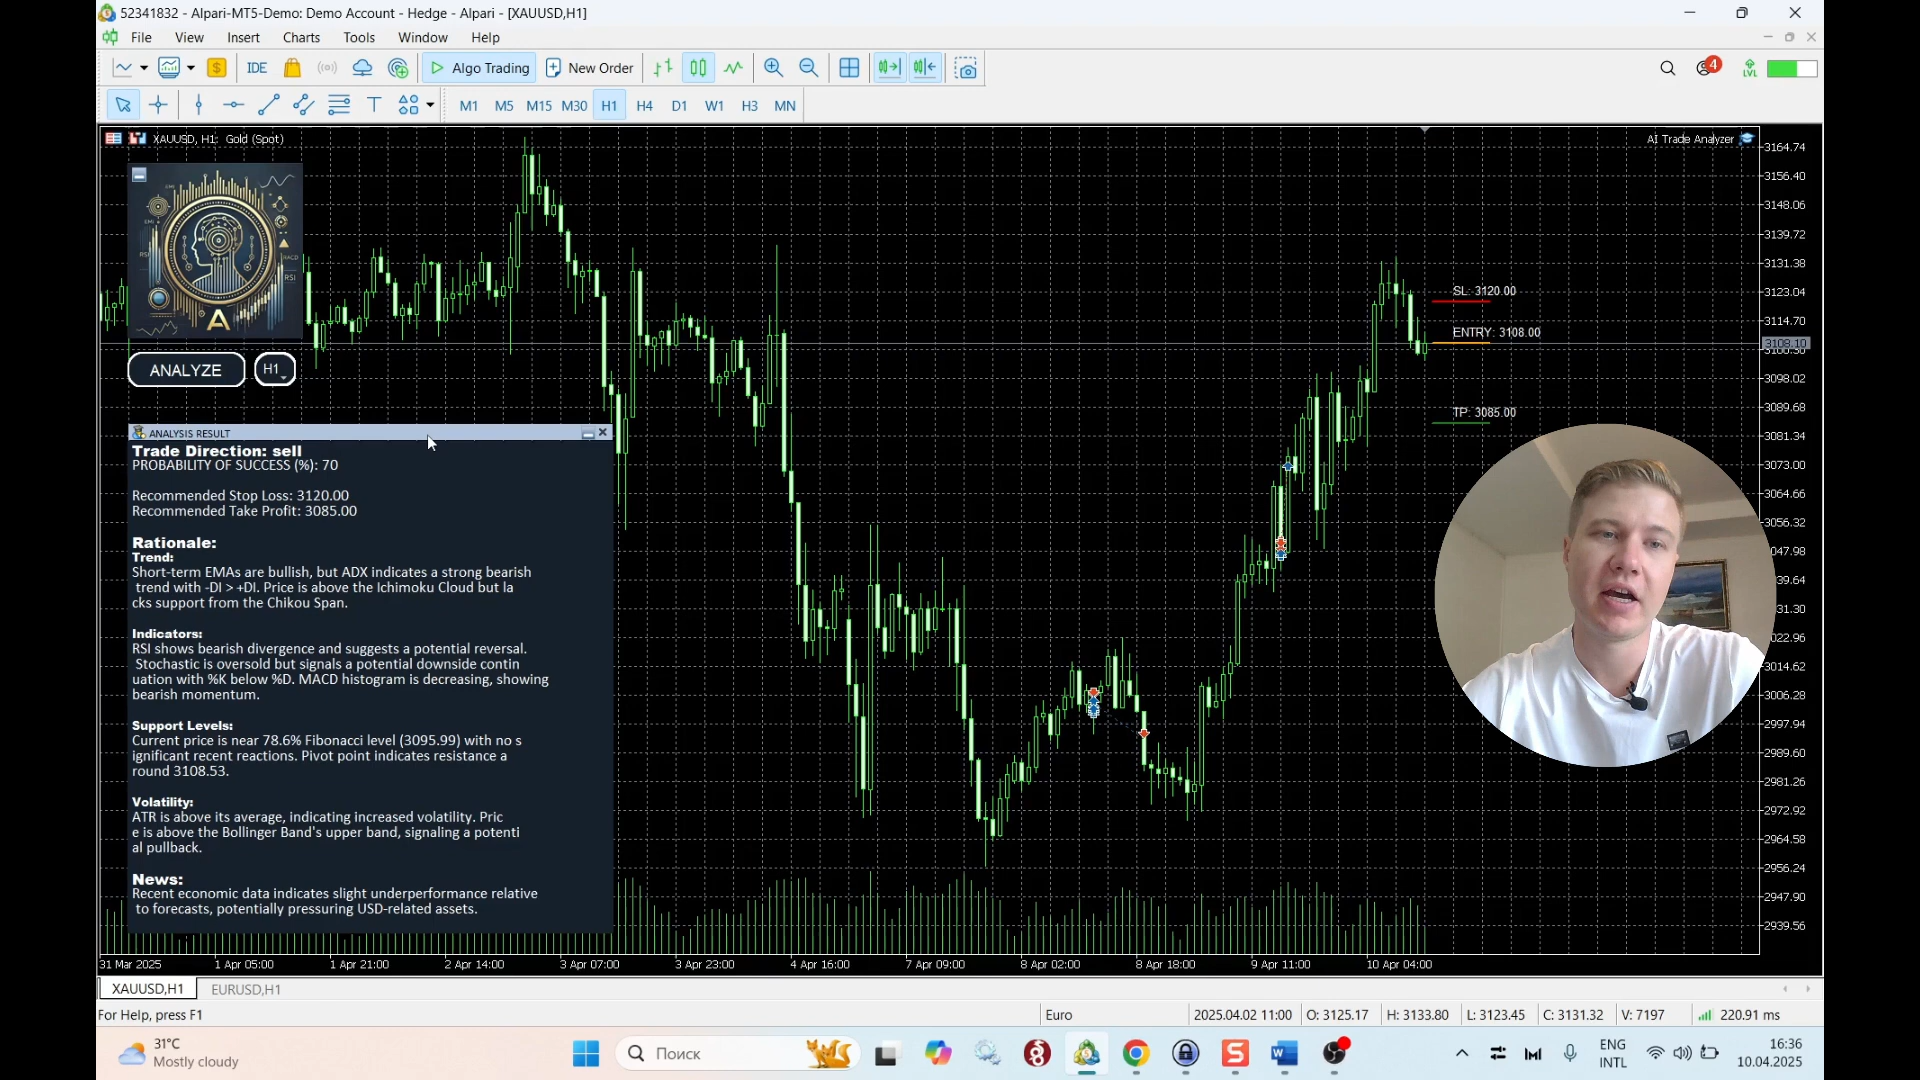 52341832 - Alpari-MT5-Demo: Demo Account - Hedge - Alpari - [XAUUSD,H1]
File View Insert Charts Tools Window Help
IDE Algo Trading New Order 4 LVL
T M1 M5 M15 M30 H1 H4 D1 W1 H3 MN
XAUUSD, H1: Gold (Spot)
AI Trade Analyzer
RSI
MACD
RSI
A
ANALYZE H1
ANALYSIS RESULT
Trade Direction: sell
PROBABILITY OF SUCCESS (%): 70
Recommended Stop Loss: 3120.00
Recommended Take Profit: 3085.00
Rationale:
Trend:
Short-term EMAs are bullish, but ADX indicates a strong bearish
trend with -DI > +DI. Price is above the Ichimoku Cloud but la
cks support from the Chikou Span.
Indicators:
RSI shows bearish divergence and suggests a potential reversal.
Stochastic is oversold but signals a potential downside contin
uation with %K below %D. MACD histogram is decreasing, showing
bearish momentum.
Support Levels:
Current price is near 78.6% Fibonacci level (3095.99) with no s
ignificant recent reactions. Pivot point indicates resistance a
round 3108.53.
Volatility:
ATR is above its average, indicating increased volatility. Pric
e is above the Bollinger Band's upper band, signaling a potenti
al pullback.
News:
Recent economic data indicates slight underperformance relative
to forecasts, potentially pressuring USD-related assets.
SL: 3120.00
ENTRY: 3108.00
TP: 3085.00
3164.74
3156.40
3148.06
3139.72
3131.38
3123.04
3114.70
3108.10
3098.02
3089.68
3081.34
3073.00
3064.66
3056.32
047.98
039.64
031.30
022.96
3014.62
3006.28
2997.94
2989.60
2981.26
2972.92
2964.58
2956.24
2947.90
2939.56
31 Mar 2025 1 Apr 05:00 1 Apr 21:00 2 Apr 14:00 3 Apr 07:00 3 Apr 23:00 4 Apr 16:00 7 Apr 09:00 8 Apr 02:00 8 Apr 18:00 9 Apr 11:00 10 Apr 04:00
XAUUSD,H1 EURUSD,H1
For Help, press F1 Euro 2025.04.02 11:00 O: 3125.17 H: 3133.80 L: 3123.45 C: 3131.32 V: 7197 220.91 ms
31°C
Mostly cloudy
Поиск
ENG
INTL
16:36
10.04.2025